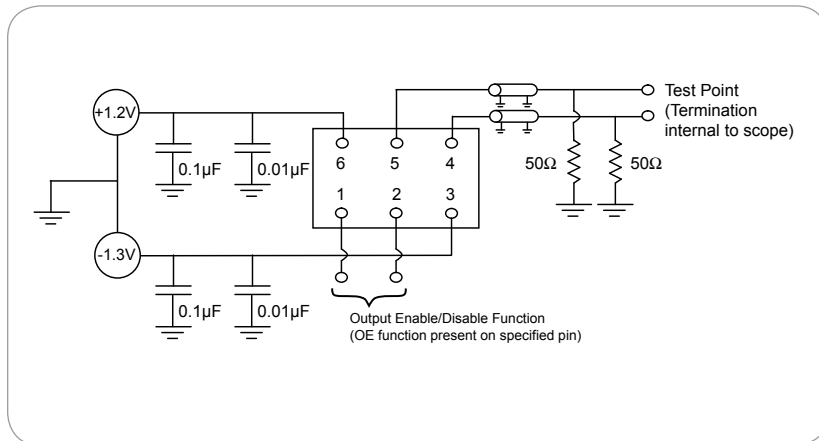 +1.2V
0.1µF
0.01µF
6
5
4
1
2
3
Test Point
(Termination
internal to scope)
50Ω
50Ω
-1.3V
0.1µF
0.01µF
Output Enable/Disable Function
(OE function present on specified pin)